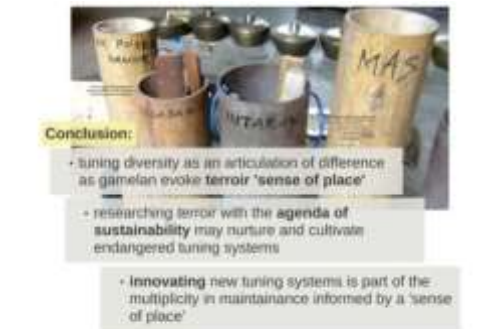 MAS
Conclusion:
• tuning diversity as an articulation of difference
as gamelan evoke terroir 'sense of place'
• researching terroir with the agenda of
sustainability may nurture and cultivate
endangered tuning systems
• Innovating new tuning systems is part of the
multiplicity in maintainance informed by a 'sense
of place'